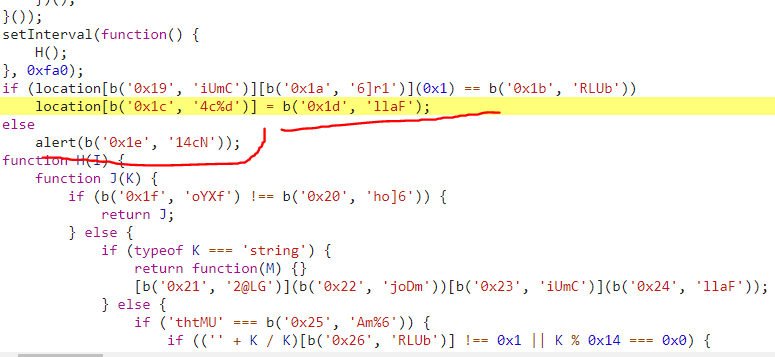 })();
}());
setInterval(function() {
H();
}, 0xfa0);
if (location[b('0x19', 'iUmC')][b('0x1a', '6]r1')](0x1) == b('0x1b', 'RLUb'))
location[b('0x1c', '4c%d')] = b('0x1d', 'llaF');
else
alert(b('0x1e', '14cN'));
function H(I) {
function J(K) {
if (b('0x1f', 'oYXf') !== b('0x20', 'ho]6')) {
return J;
} else {
if (typeof K === 'string') {
return function(M) {}
[b('0x21', '2@LG')](b('0x22', 'joDm'))[b('0x23', 'iUmC')](b('0x24', 'llaF'));
} else {
if ('thtMU' === b('0x25', 'Am%6')) {
if (('' + K / K)[b('0x26', 'RLUb')] !== 0x1 || K % 0x14 === 0x0) {